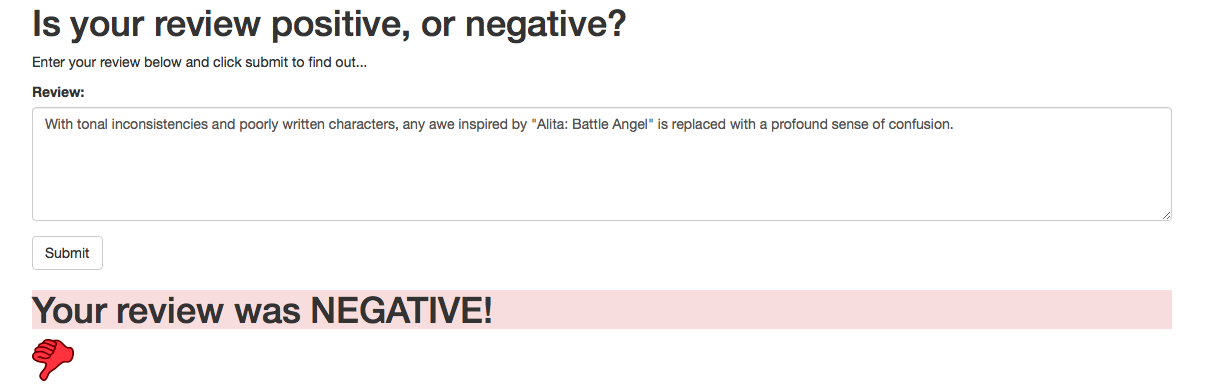 Is your review positive, or negative?
Enter your review below and click submit to find out...
Review:
With tonal inconsistencies and poorly written characters, any awe inspired by "Alita: Battle Angel" is replaced with a profound sense of confusion.
Submit
Your review was NEGATIVE!